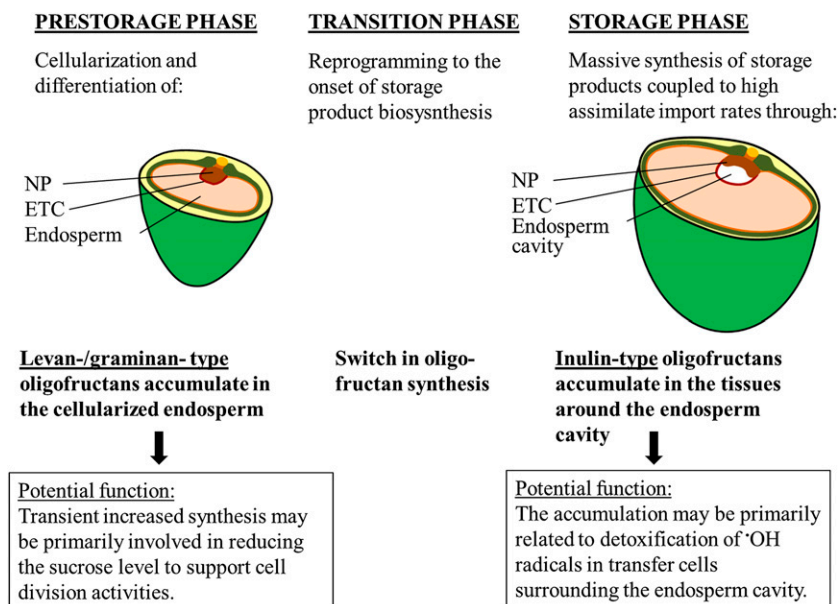 PRESTORAGE PHASE
Cellularization and
differentiation of:
NP
ETC
Endosperm
Levan-/graminan- type
oligofructans accumulate in
the cellularized endosperm
Potential function:
Transient increased synthesis may
be primarily involved in reducing
the sucrose level to support cell
division activities.
TRANSITION PHASE
Reprogramming to the
onset of storage
product biosysnthesis
Switch in oligo-
fructan synthesis
STORAGE PHASE
Massive synthesis of storage
products coupled to high
assimilate import rates through:
NP
ETC
Endosperm
cavity
Inulin-type oligofructans
accumulate in the tissues
around the endosperm
cavity
Potential function:
The accumulation may be primarily
related to detoxification of •OH
radicals in transfer cells
surrounding the endosperm cavity.